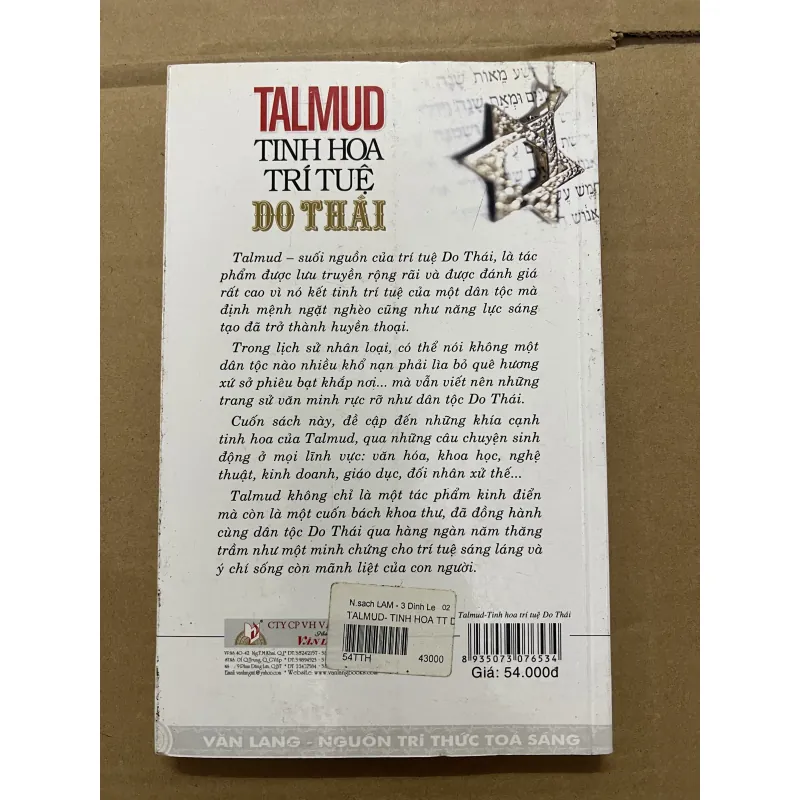 TALMUD
TINH HOA
TRÍ TUỆ
DO THÁI
שע מאות שנה
Talmud – suối nguồn của trí tuệ Do Thái, là tác
phẩm được lưu truyền rộng rãi và được đánh giá
rất cao vì nó kết tinh trí tuệ của một dân tộc mà
định mệnh ngặt nghèo cũng như năng lực sáng
tạo đã trở thành huyền thoại.
Trong lịch sử nhân loại, có thể nói không một
dân tộc nào nhiều khổ nạn phải lìa bỏ quê hương
xứ sở phiêu bạt khắp nơi... mà vẫn viết nên những
trang sử văn minh rực rỡ như dân tộc Do Thái.
Cuốn sách này, đề cập đến những khía cạnh
tinh hoa của Talmud, qua những câu chuyện sinh
động ở mọi lĩnh vực: văn hóa, khoa học, nghệ
thuật, kinh doanh, giáo dục, đối nhân xử thế...
Talmud không chỉ là một tác phẩm kinh điển
mà còn là một cuốn bách khoa thư, đã đồng hành
cùng dân tộc Do Thái qua hàng ngàn năm thăng
trầm như một minh chứng cho trí tuệ sáng láng và
ý chí sống còn mãnh liệt của con người.
N.sach LAM - 3 Dinh Le 02
TALMUD- TINH HOA TT D
54TTH 43000
CTY CP VH V
Talmud-Tinh hoa trí tuệ Do Thái
8 935073 076534
Giá: 54.000đ
VĂN LANG - NGUỒN TRI THỨC TỎA SÁNG